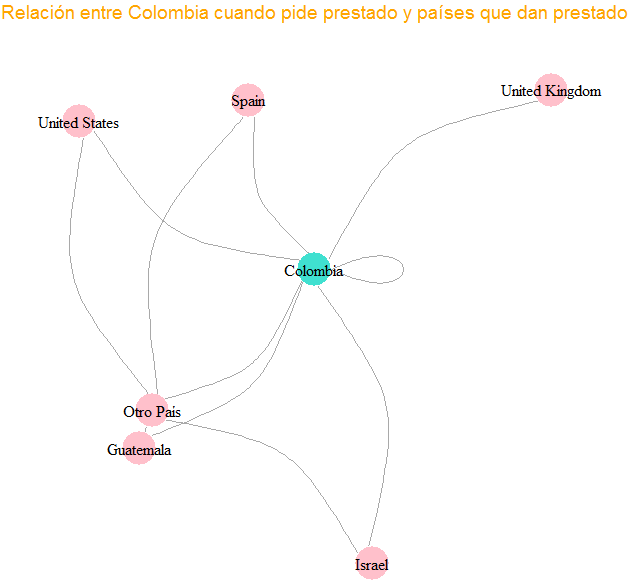 Relación entre Colombia cuando pide prestado y países que dan prestado
United Kingdom
Spain
United States
Colombia
Otro Pais
Guatemala
Israel